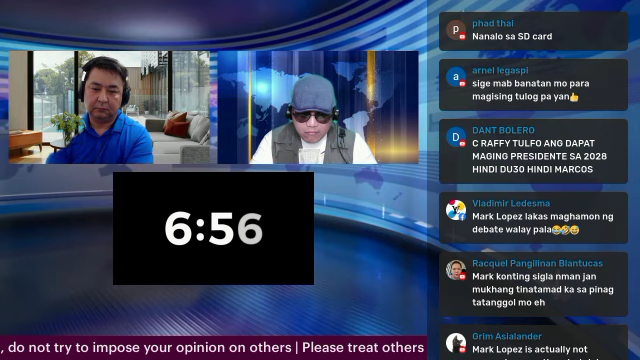 6:56
, do not try to impose your opinion on others | Please treat others
phad thai
Nanalo sa SD card
arnel legaspi
sige mab banatan mo para
magising tulog pa yan👍
DANT BOLERO
C RAFFY TULFO ANG DAPAT
MAGING PRESIDENTE SA 2028
HINDI DU30 HINDI MARCOS
Vladimir Ledesma
Mark Lopez lakas maghamon ng
debate walay pala😂🤣😅
Racquel Pangilinan Blantucas
Mark konting sigla nman jan
mukhang tinatamad ka sa pinag
tatanggol mo eh
Grim Asialander
Mark Lopez is actually not